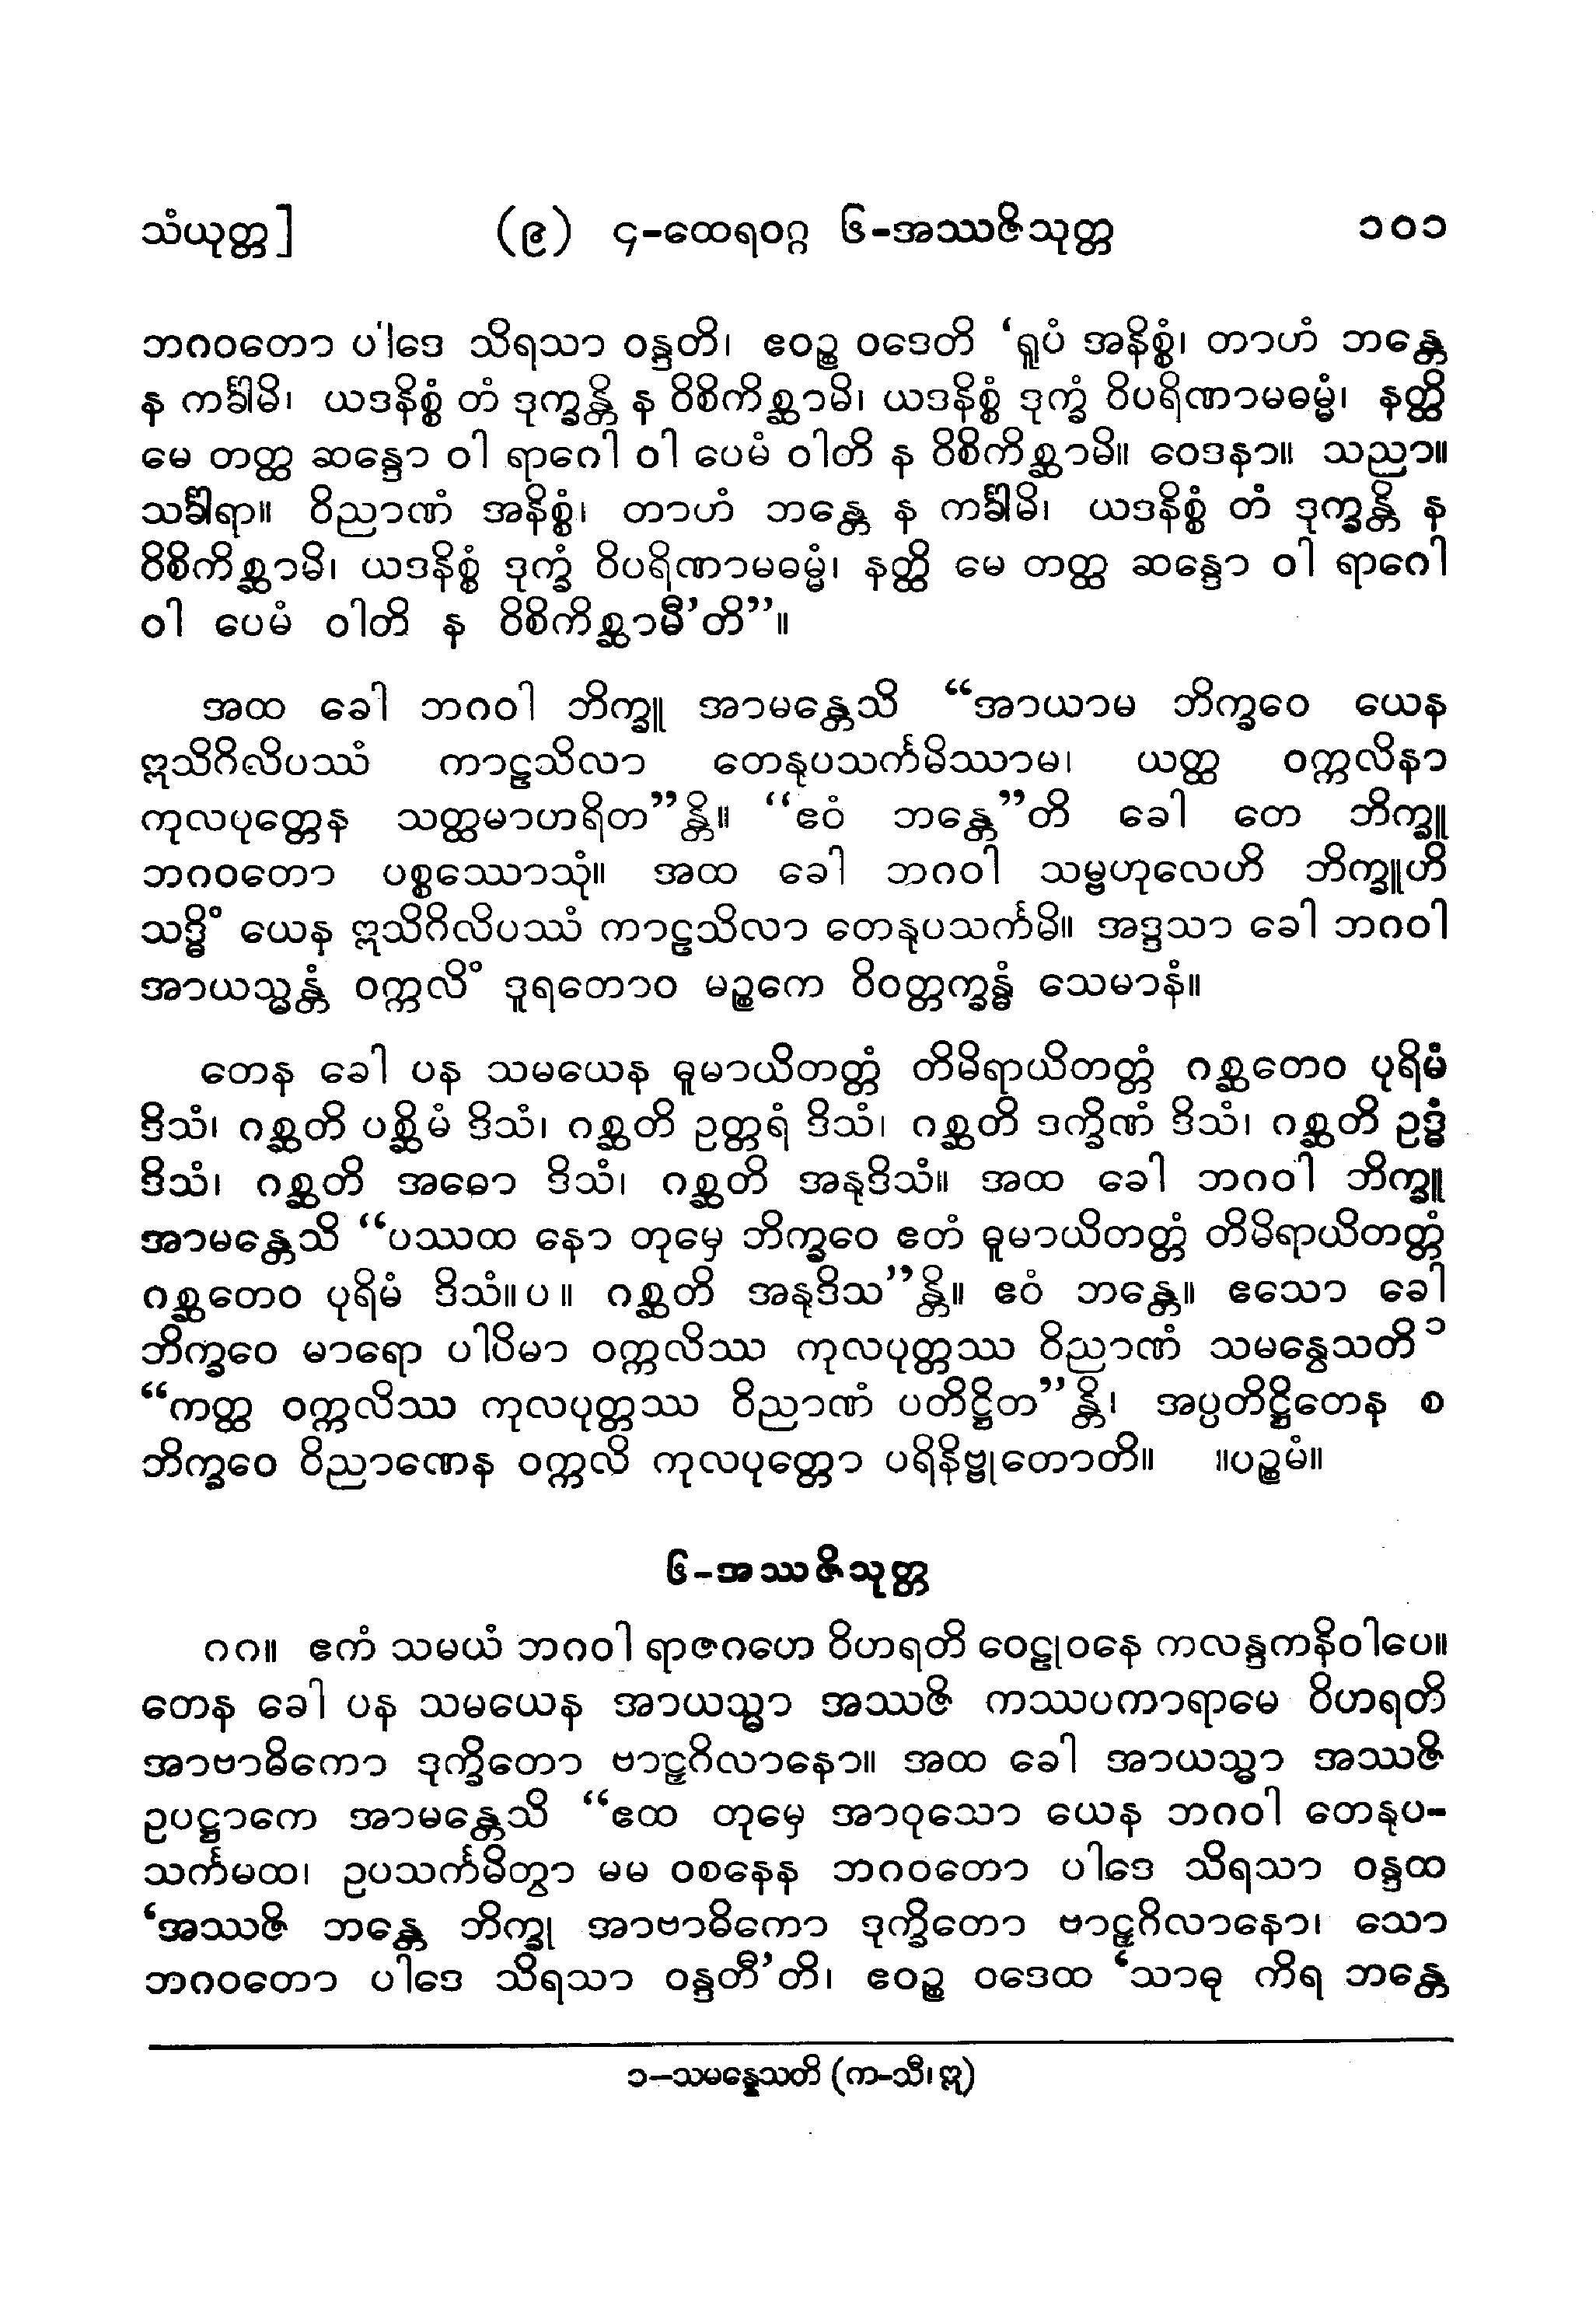 သံယုတ္တ] (၉) ၄-ထေရဝဂ္ဂ ၆-အဿဇိသုတ္တ ၁၀၁
ဘဂဝတော ပါဒေ သိရသာ ဝန္ဒတိ၊ ဧဝဉ္စ ဝဒေတိ ‘ရူပံ အနိစ္စံ၊ တာဟံ ဘန္တေ
န ကင်္ခါမိ၊ ယဒနိစ္စံ တံ ဒုက္ခန္တိ န ဝိစိကိစ္ဆာမိ၊ ယဒနိစ္စံ ဒုက္ခံ ဝိပရိဏာမဓမ္မံ၊ နတ္ထိ
မေ တတ္ထ ဆန္ဒော ဝါ ရာဂေါ ဝါ ပေမံ ဝါတိ န ဝိစိကိစ္ဆာမိ။ ဝေဒနာ။ သညာ။
သင်္ခါရာ။ ဝိညာဏံ အနိစ္စံ၊ တာဟံ ဘန္တေ န ကင်္ခါမိ၊ ယဒနိစ္စံ တံ ဒုက္ခန္တိ န
ဝိစိကိစ္ဆာမိ၊ ယဒနိစ္စံ ဒုက္ခံ ဝိပရိဏာမဓမ္မံ၊ နတ္ထိ မေ တတ္ထ ဆန္ဒော ဝါ ရာဂေါ
ဝါ ပေမံ ဝါတိ န ဝိစိကိစ္ဆာမီ’တိ”။
အထ ခေါ ဘဂဝါ ဘိက္ခူ အာမန္တေသိ “အာယာမ ဘိက္ခဝေ ယေန
ဣသိဂိလိပဿံ ကာဠသိလာ တေနုပသင်္ကမိဿာမ၊ ယတ္ထ ဝက္ကလိနာ
ကုလပုတ္တေန သတ္ထမာဟရိတ”န္တိ။ “ဧဝံ ဘန္တေ”တိ ခေါ တေ ဘိက္ခူ
ဘဂဝတော ပစ္စဿောသုံ။ အထ ခေါ ဘဂဝါ သမ္ဗဟုလေဟိ ဘိက္ခူဟိ
သဒ္ဓိံ ယေန ဣသိဂိလိပဿံ ကာဠသိလာ တေနုပသင်္ကမိ။ အဒ္ဒသာ ခေါ ဘဂဝါ
အာယသ္မန္တံ ဝက္ကလိံ ဒူရတောဝ မဉ္စကေ ဝိဝတ္တက္ခန္ဓံ သေမာနံ။
တေန ခေါ ပန သမယေန ဓူမာယိတတ္တံ တိမိရာယိတတ္တံ ဂစ္ဆတေဝ ပုရိမံ
ဒိသံ၊ ဂစ္ဆတိ ပစ္ဆိမံ ဒိသံ၊ ဂစ္ဆတိ ဥတ္တရံ ဒိသံ၊ ဂစ္ဆတိ ဒက္ခိဏံ ဒိသံ၊ ဂစ္ဆတိ ဥဒ္ဓံ
ဒိသံ၊ ဂစ္ဆတိ အဓော ဒိသံ၊ ဂစ္ဆတိ အနုဒိသံ။ အထ ခေါ ဘဂဝါ ဘိက္ခူ
အာမန္တေသိ “ပဿထ နော တုမှေ ဘိက္ခဝေ ဧတံ ဓူမာယိတတ္တံ တိမိရာယိတတ္တံ
ဂစ္ဆတေဝ ပုရိမံ ဒိသံ။ပ။ ဂစ္ဆတိ အနုဒိသ”န္တိ။ ဧဝံ ဘန္တေ။ ဧသော ခေါ
ဘိက္ခဝေ မာရော ပါပိမာ ဝက္ကလိဿ ကုလပုတ္တဿ ဝိညာဏံ သမန္វေသတိ ၁
“ကတ္ထ ဝက္ကလိဿ ကုလပုတ္တဿ ဝိညာဏံ ပတိဋ္ဌိတ”န္တိ၊ အပ္ပတိဋ္ဌိတေန စ
ဘိက္ခဝေ ဝိညာဏေန ဝက္ကလိ ကုလပုတ္တော ပရိနိဗ္ဗုတောတိ။ ။ပဉ္စမံ။
၆-အဿဇိသုတ္တ
ဂဂ။ ဧကံ သမယံ ဘဂဝါ ရာဇဂဟေ ဝိဟရတိ ဝေဠုဝနေ ကလန္ဒကနိဝါပေ။
တေန ခေါ ပန သမယေန အာယသ္မာ အဿဇိ ကဿပကာရာမေ ဝိဟရတိ
အာဗာဓိကော ဒုက္ခိတော ဗာဠှဂိလာနော။ အထ ခေါ အာယသ္မာ အဿဇိ
ဥပဋ္ဌာကေ အာမန္တေသိ “ဧထ တုမှေ အာဝုသော ယေန ဘဂဝါ တေနုပ-
သင်္ကမထ၊ ဥပသင်္ကမိတွာ မမ ဝစနေန ဘဂဝတော ပါဒေ သိရသာ ဝန္ဒထ
‘အဿဇိ ဘန္တေ ဘိက္ခု အာဗာဓိကော ဒုက္ခိတော ဗာဠှဂိလာနော၊ သော
ဘဂဝတော ပါဒေ သိရသာ ဝန္ဒတီ’တိ၊ ဧဝဉ္စ ဝဒေထ ‘သာဓု ကိရ ဘန္တေ
၁–သမန္နေသတိ (က-သီ၊ ဣ)